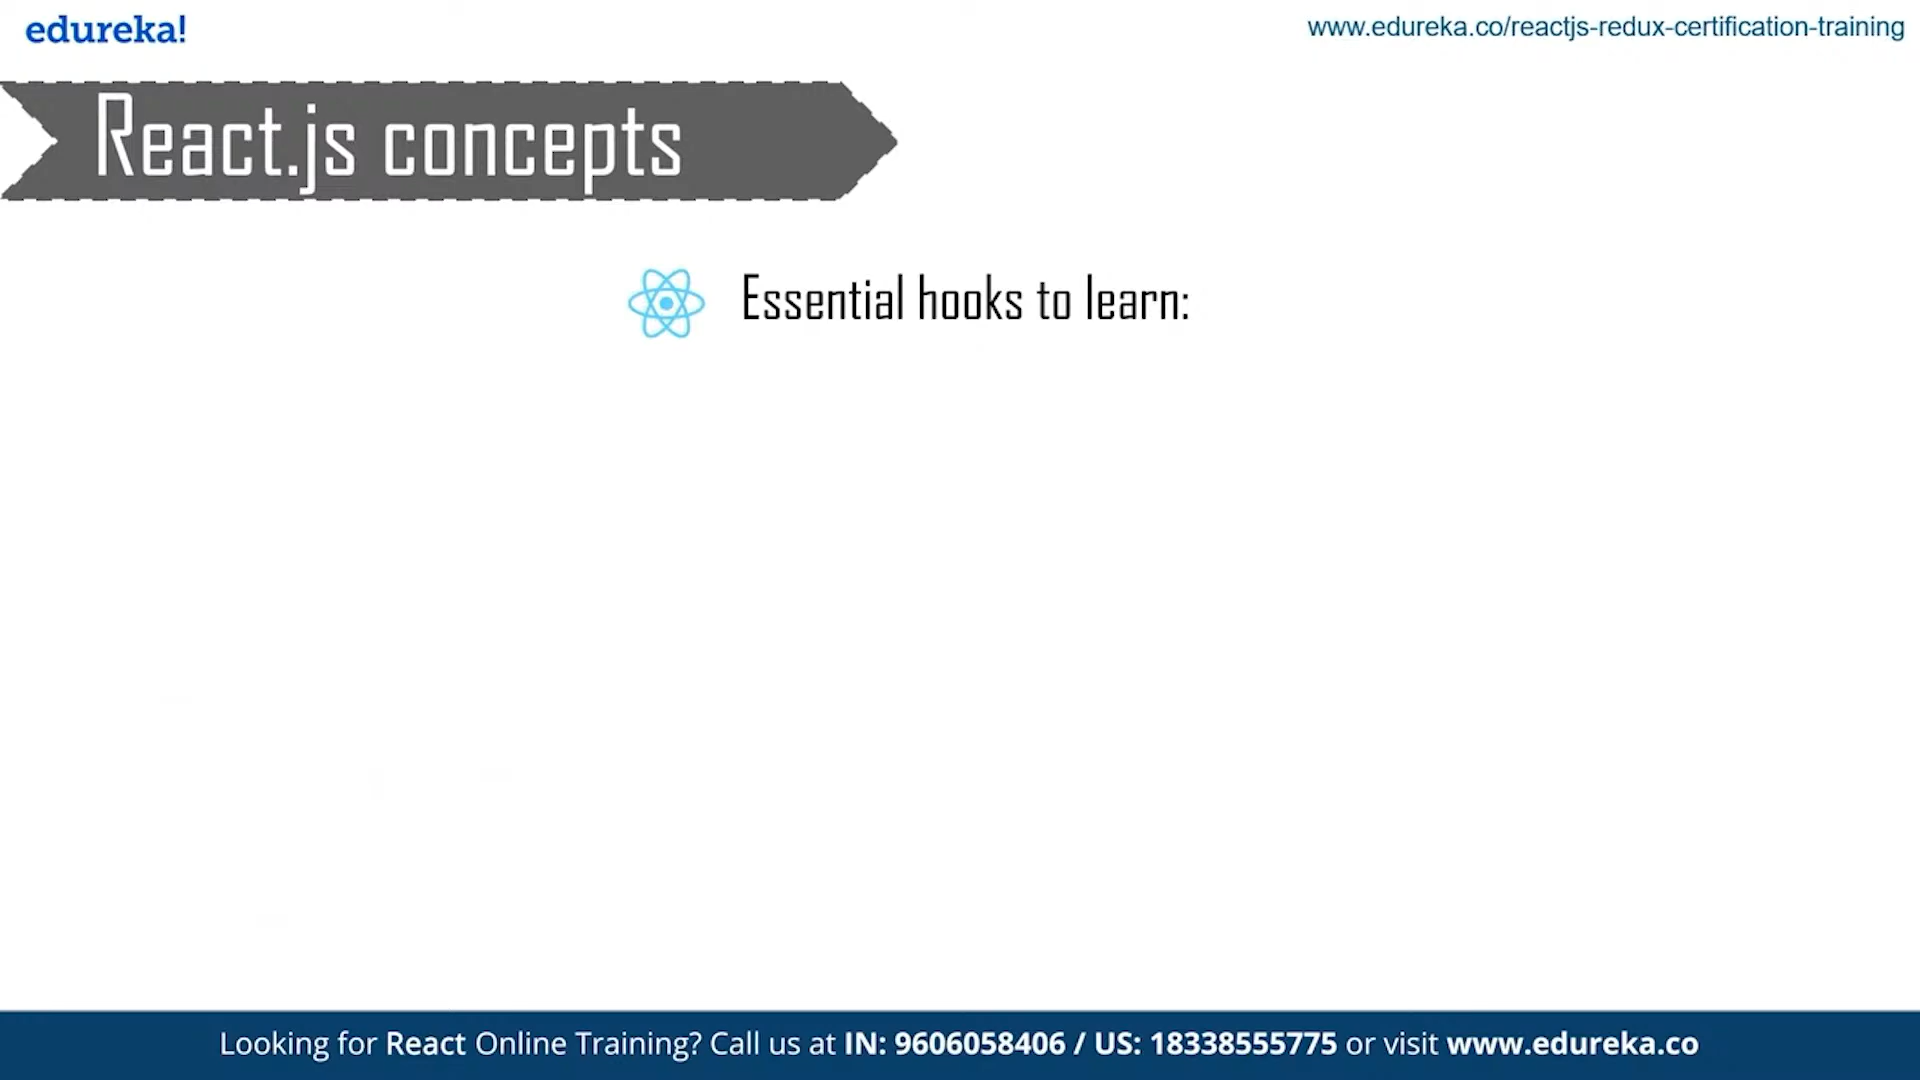 edureka!
www.edureka.co/reactjs-redux-certification-training
React.js concepts
Essential hooks to learn:
Looking for React Online Training? Call us at IN: 9606058406 / US: 18338555775 or visit www.edureka.co